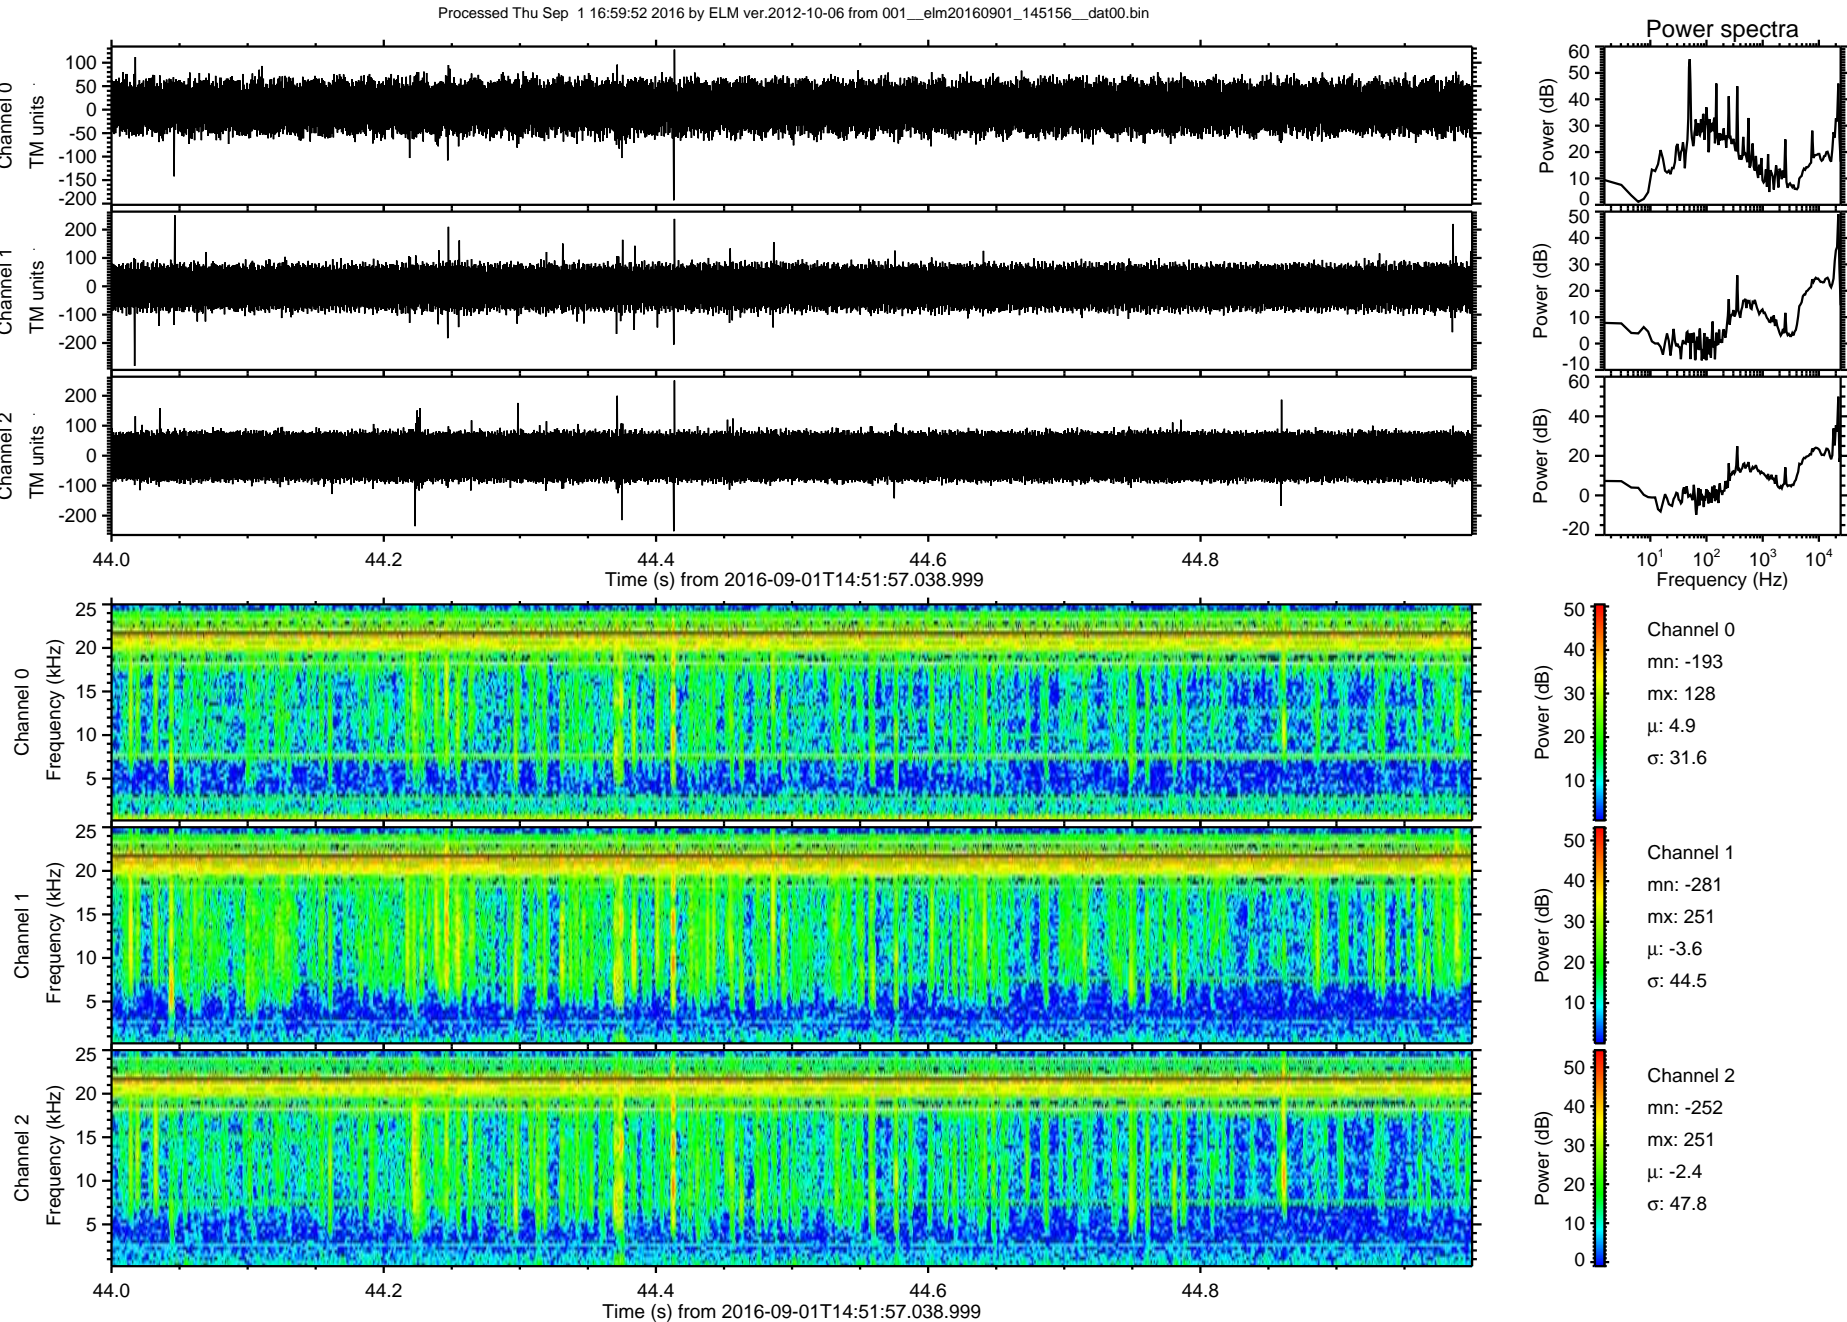 Processed Thu Sep  1 16:59:52 2016 by ELM ver.2012-10-06 from 001__elm20160901_145156__dat00.bin
Power spectra
Channel 0
TM units
100
50
0
-50
-100
-150
-200
Power (dB)
60
50
40
30
20
10
0
Channel 1
TM units
200
100
0
-100
-200
Power (dB)
50
40
30
20
10
0
-10
Channel 2
TM units
200
100
0
-100
-200
Power (dB)
60
40
20
0
-20
44.0 44.2 44.4 44.6 44.8
Time (s) from 2016-09-01T14:51:57.038.999
10^1 10^2 10^3 10^4
Frequency (Hz)
Channel 0
Frequency (kHz)
25
20
15
10
5
Power (dB)
50
40
30
20
10
Channel 0
mn: -193
mx: 128
μ: 4.9
σ: 31.6
Channel 1
Frequency (kHz)
25
20
15
10
5
Power (dB)
50
40
30
20
10
Channel 1
mn: -281
mx: 251
μ: -3.6
σ: 44.5
Channel 2
Frequency (kHz)
25
20
15
10
5
Power (dB)
50
40
30
20
10
0
Channel 2
mn: -252
mx: 251
μ: -2.4
σ: 47.8
44.0 44.2 44.4 44.6 44.8
Time (s) from 2016-09-01T14:51:57.038.999